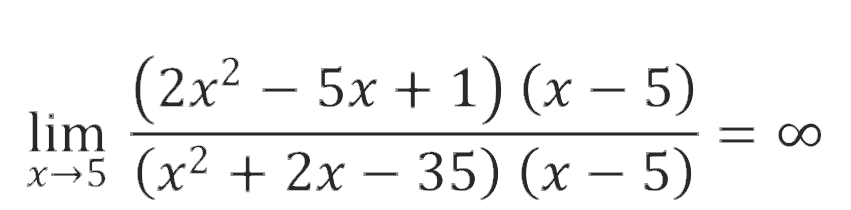 lim x→5 (2x² − 5x + 1) (x − 5) / (x² + 2x − 35) (x − 5) = ∞